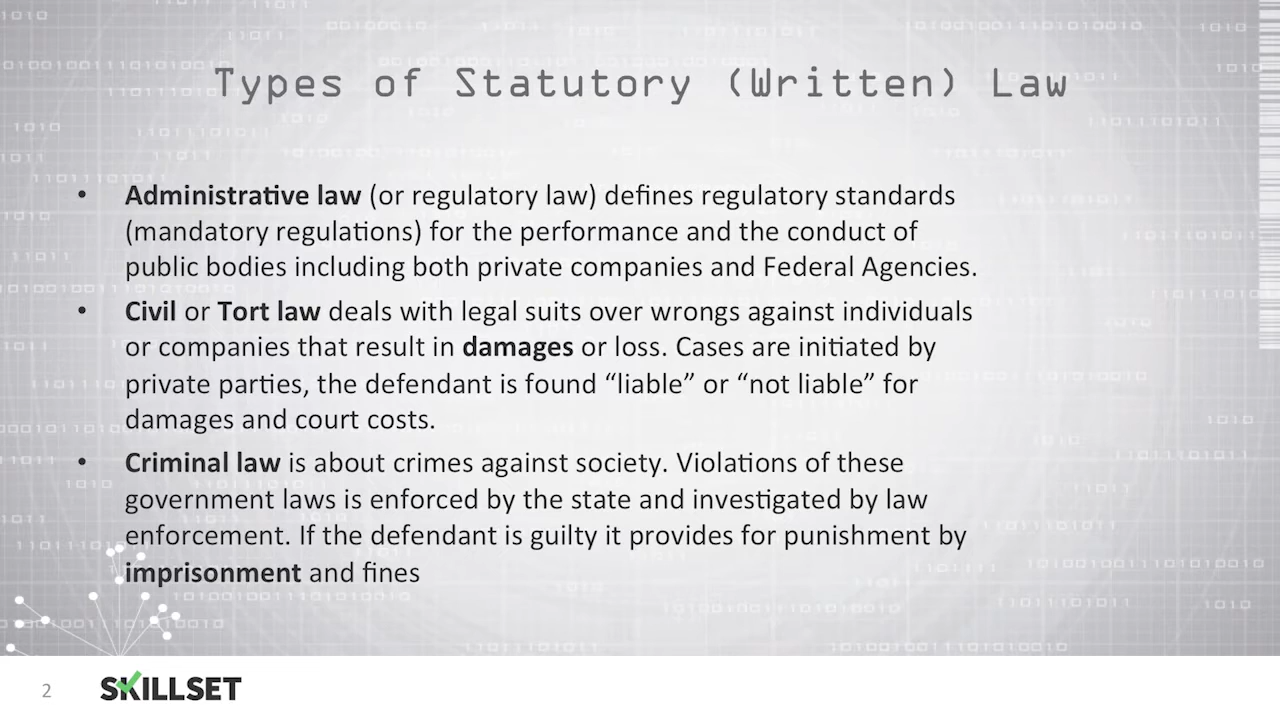 Types of Statutory (Written) Law
• Administrative law (or regulatory law) defines regulatory standards
(mandatory regulations) for the performance and the conduct of
public bodies including both private companies and Federal Agencies.
• Civil or Tort law deals with legal suits over wrongs against individuals
or companies that result in damages or loss. Cases are initiated by
private parties, the defendant is found “liable” or “not liable” for
damages and court costs.
• Criminal law is about crimes against society. Violations of these
government laws is enforced by the state and investigated by law
enforcement. If the defendant is guilty it provides for punishment by
imprisonment and fines
2
SKILLSET